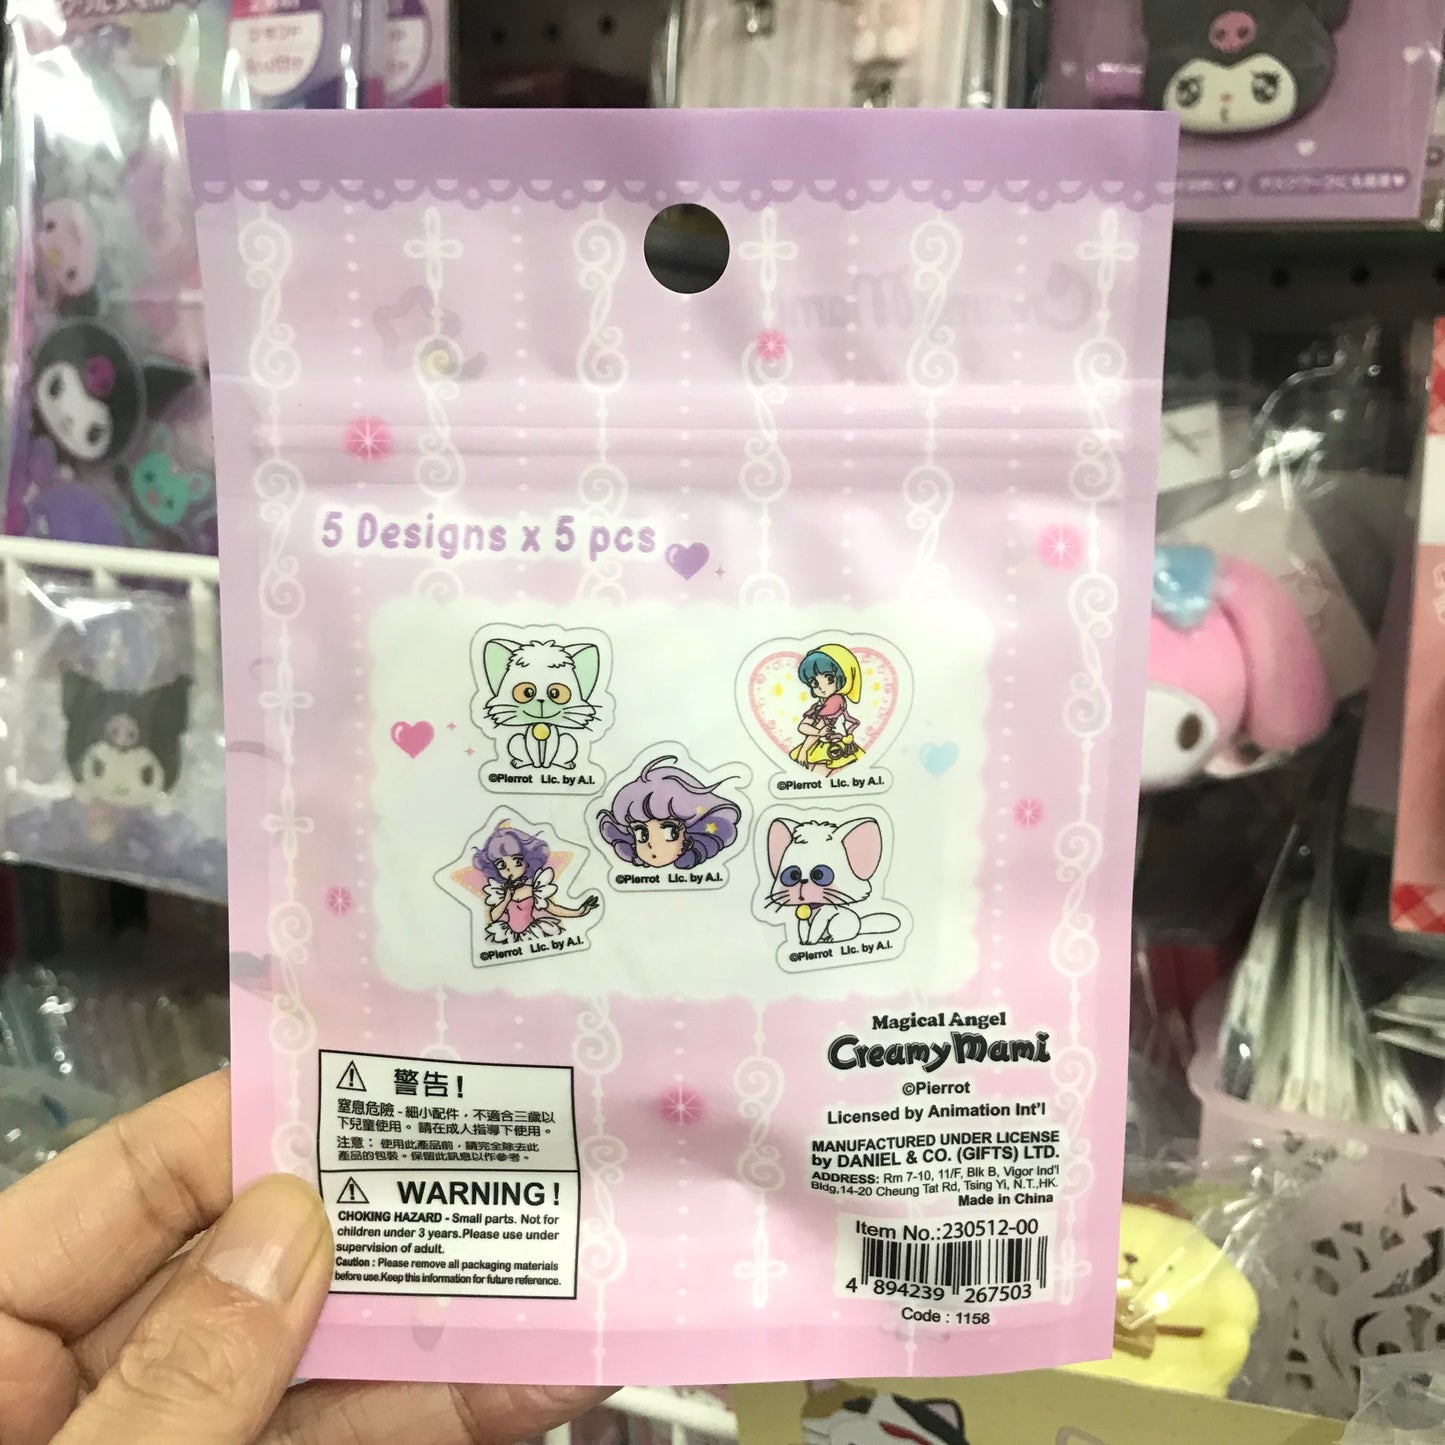 Creamy Mami
5 Designs x 5 pcs
©Pierrot Lic. by A.I.
©Pierrot Lic. by A.I.
©Pierrot Lic. by A.I.
©Pierrot Lic. by A.I.
©Pierrot Lic. by A.I.
Magical Angel
Creamy Mami
©Pierrot
Licensed by Animation Int'l
MANUFACTURED UNDER LICENSE
by DANIEL & CO. (GIFTS) LTD.
ADDRESS: Rm 7-10, 11/F, Blk B, Vigor Ind'l
Bldg,14-20 Cheung Tat Rd, Tsing Yi, N.T.,HK.
Made in China
Item No.:230512-00
4 894239 267503
Code : 1158
警告!
窒息危險 - 細小配件，不適合三歲以
下兒童使用。 請在成人指導下使用。
注意： 使用此產品前，請完全除去此
產品的包裝。保留此訊息以作參考。
WARNING!
CHOKING HAZARD - Small parts. Not for
children under 3 years.Please use under
supervision of adult.
Caution : Please remove all packaging materials
before use.Keep this information for future reference.